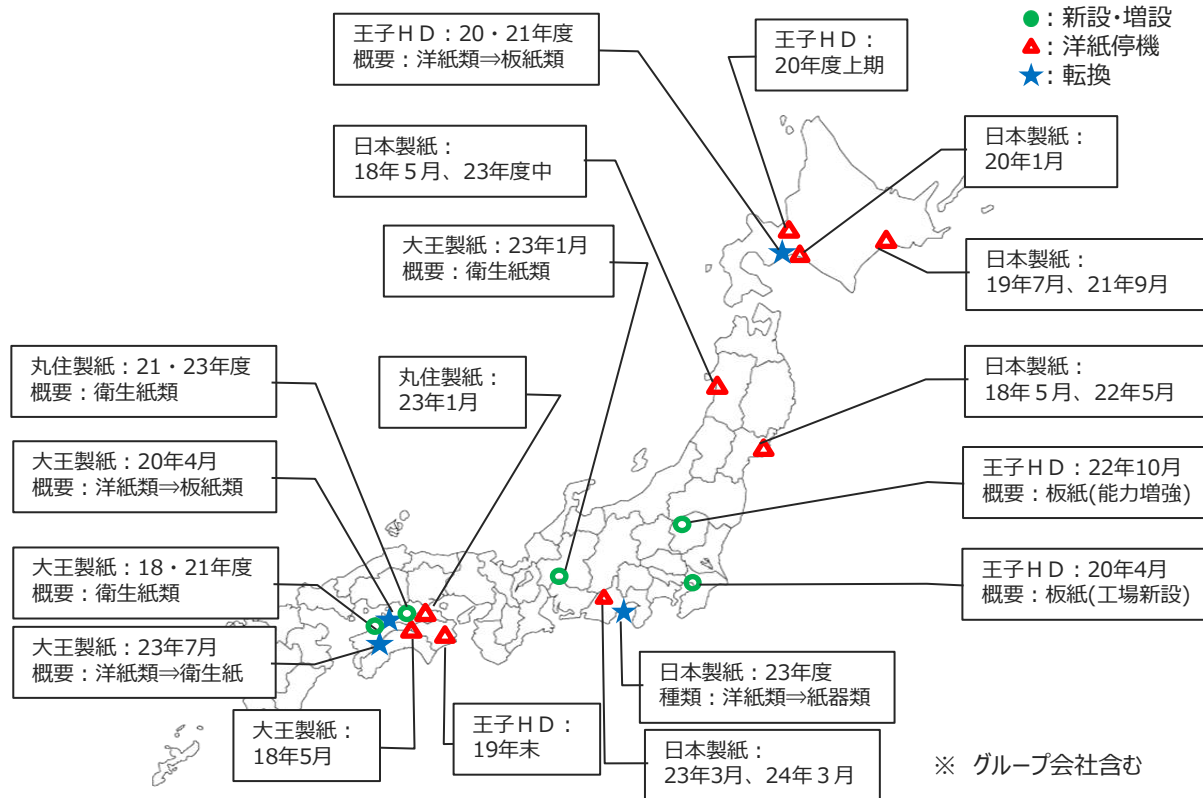 王子ＨＤ：20・21年度
概要：洋紙類⇒板紙類
王子ＨＤ：
20年度上期
：新設・増設
：洋紙停機
：転換
日本製紙：
18年５月、23年度中
日本製紙：
20年1月
大王製紙：23年1月
概要：衛生紙類
日本製紙：
19年7月、21年9月
丸住製紙：21・23年度
概要：衛生紙類
丸住製紙：
23年1月
日本製紙：
18年５月、22年5月
大王製紙：20年4月
概要：洋紙類⇒板紙類
王子ＨＤ：22年10月
概要：板紙(能力増強)
大王製紙：18・21年度
概要：衛生紙類
王子ＨＤ：20年4月
概要：板紙(工場新設)
大王製紙：23年7月
概要：洋紙類⇒衛生紙
日本製紙：23年度
種類：洋紙類⇒紙器類
大王製紙：
18年5月
王子ＨＤ：
19年末
日本製紙：
23年3月、24年３月
※ グループ会社含む